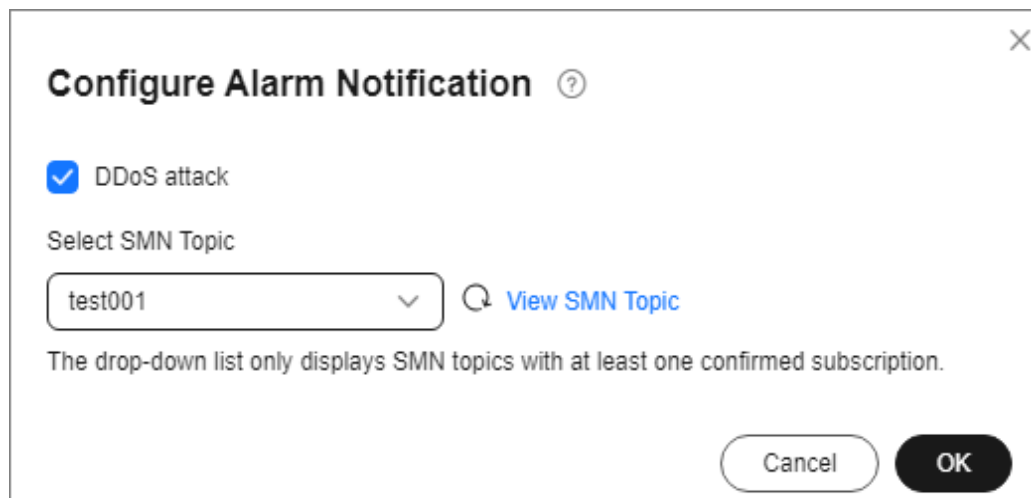 Configure Alarm Notification ?
DDoS attack
Select SMN Topic
test001 View SMN Topic
The drop-down list only displays SMN topics with at least one confirmed subscription.
Cancel OK